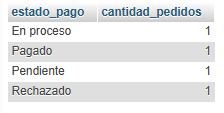 estado_pago cantidad_pedidos
En proceso 1
Pagado 1
Pendiente 1
Rechazado 1